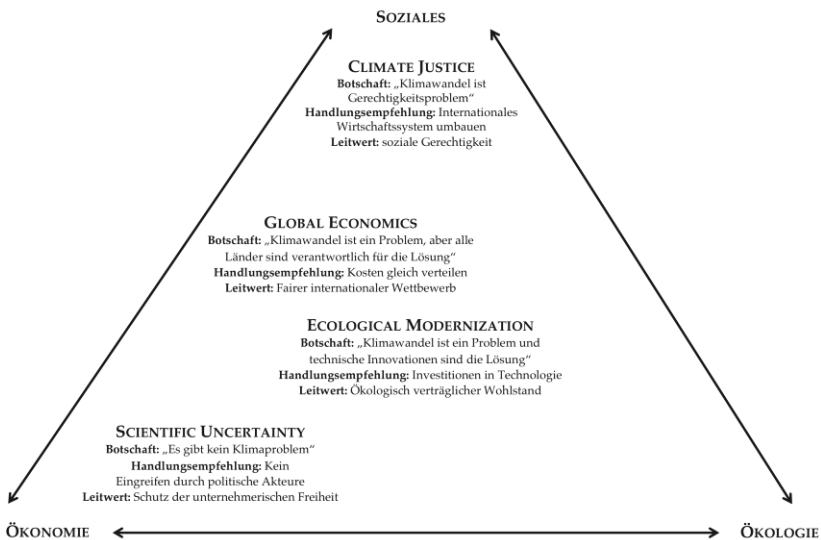 SOZIALES
CLIMATE JUSTICE
Botschaft: „Klimawandel ist
Gerechtigkeitsproblem“
Handlungsempfehlung: Internationales
Wirtschaftssystem umbauen
Leitwert: soziale Gerechtigkeit
GLOBAL ECONOMICS
Botschaft: „Klimawandel ist ein Problem, aber alle
Länder sind verantwortlich für die Lösung“
Handlungsempfehlung: Kosten gleich verteilen
Leitwert: Fairer internationaler Wettbewerb
ECOLOGICAL MODERNIZATION
Botschaft: „Klimawandel ist ein Problem und
technische Innovationen sind die Lösung“
Handlungsempfehlung: Investitionen in Technologie
Leitwert: Ökologisch verträglicher Wohlstand
SCIENTIFIC UNCERTAINTY
Botschaft: „Es gibt kein Klimaproblem“
Handlungsempfehlung: Kein
Eingreifen durch politische Akteure
Leitwert: Schutz der unternehmerischen Freiheit
ÖKONOMIE
ÖKOLOGIE